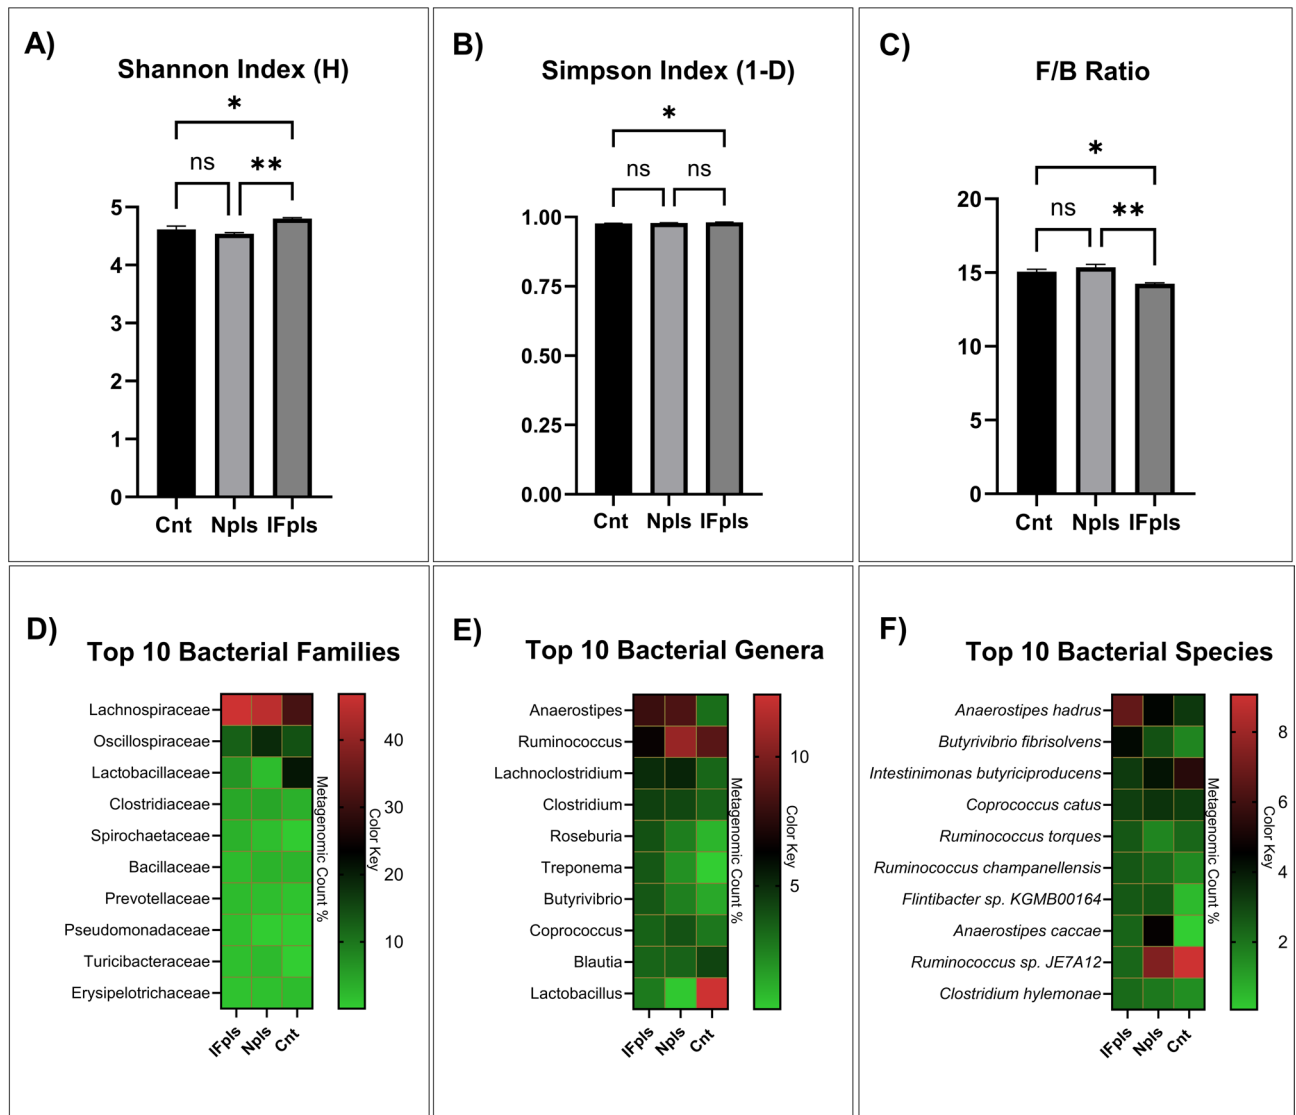 A)
Shannon Index (H)
*
ns
**
5
4
3
2
1
0
Cnt Npls IFpls
B)
Simpson Index (1-D)
*
ns
ns
1.00
0.75
0.50
0.25
0.00
Cnt Npls IFpls
C)
F/B Ratio
*
ns
**
20
15
10
5
0
Cnt Npls IFpls
D)
Top 10 Bacterial Families
Lachnospiraceae
Oscillospiraceae
Lactobacillaceae
Clostridiaceae
Spirochaetaceae
Bacillaceae
Prevotellaceae
Pseudomonadaceae
Turicibacteraceae
Erysipelotrichaceae
IFpls Npls Cnt
40
30
20
10
Color Key
Metagenomic Count %
E)
Top 10 Bacterial Genera
Anaerostipes
Ruminococcus
Lachnoclostridium
Clostridium
Roseburia
Treponema
Butyrivibrio
Coprococcus
Blautia
Lactobacillus
IFpls Npls Cnt
10
5
Color Key
Metagenomic Count %
F)
Top 10 Bacterial Species
Anaerostipes hadrus
Butyrivibrio fibrisolvens
Intestinimonas butyriciproducens
Coprococcus catus
Ruminococcus torques
Ruminococcus champanellensis
Flintibacter sp. KGMB00164
Anaerostipes caccae
Ruminococcus sp. JE7A12
Clostridium hylemonae
IFpls Npls Cnt
8
6
4
2
Color Key
Metagenomic Count %